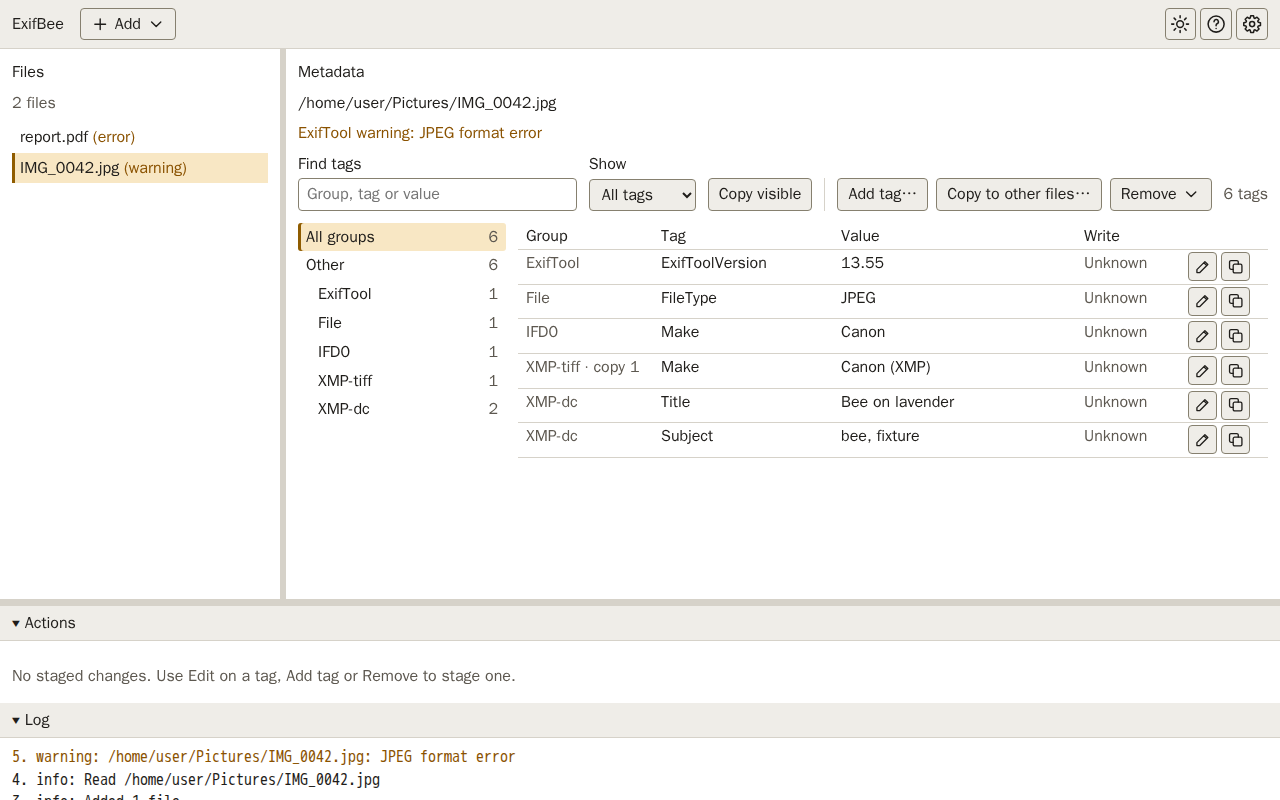 ExifBee
Add
Files
2 files
report.pdf (error)
IMG_0042.jpg (warning)
Metadata
/home/user/Pictures/IMG_0042.jpg
ExifTool warning: JPEG format error
Find tags
Show
Group, tag or value
All tags
Copy visible
Add tag…
Copy to other files…
Remove
6 tags
All groups 6
Other 6
ExifTool 1
File 1
IFD0 1
XMP-tiff 1
XMP-dc 2
Group Tag Value Write
ExifTool ExifToolVersion 13.55 Unknown
File FileType JPEG Unknown
IFD0 Make Canon Unknown
XMP-tiff · copy 1 Make Canon (XMP) Unknown
XMP-dc Title Bee on lavender Unknown
XMP-dc Subject bee, fixture Unknown
Actions
No staged changes. Use Edit on a tag, Add tag or Remove to stage one.
Log
5. warning: /home/user/Pictures/IMG_0042.jpg: JPEG format error
4. info: Read /home/user/Pictures/IMG_0042.jpg
3. info: Added 1 file